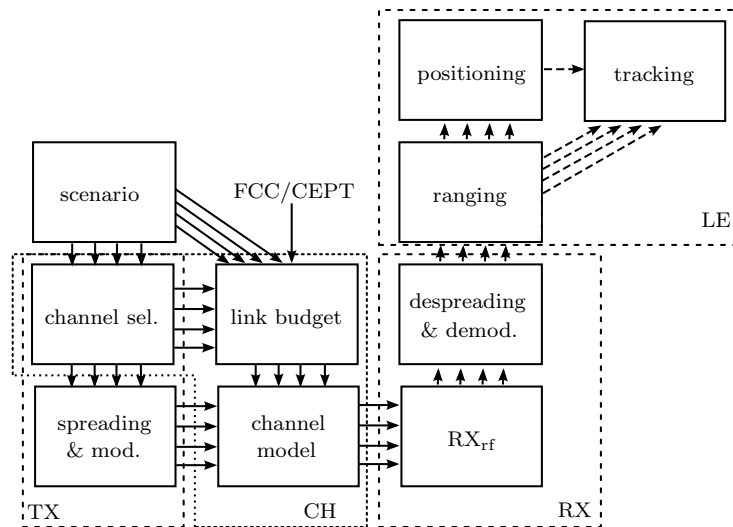 positioning
tracking
scenario
FCC/CEPT
ranging
LE
channel sel.
link budget
despreading
& demod.
spreading
& mod.
channel
model
RXrf
TX
CH
RX